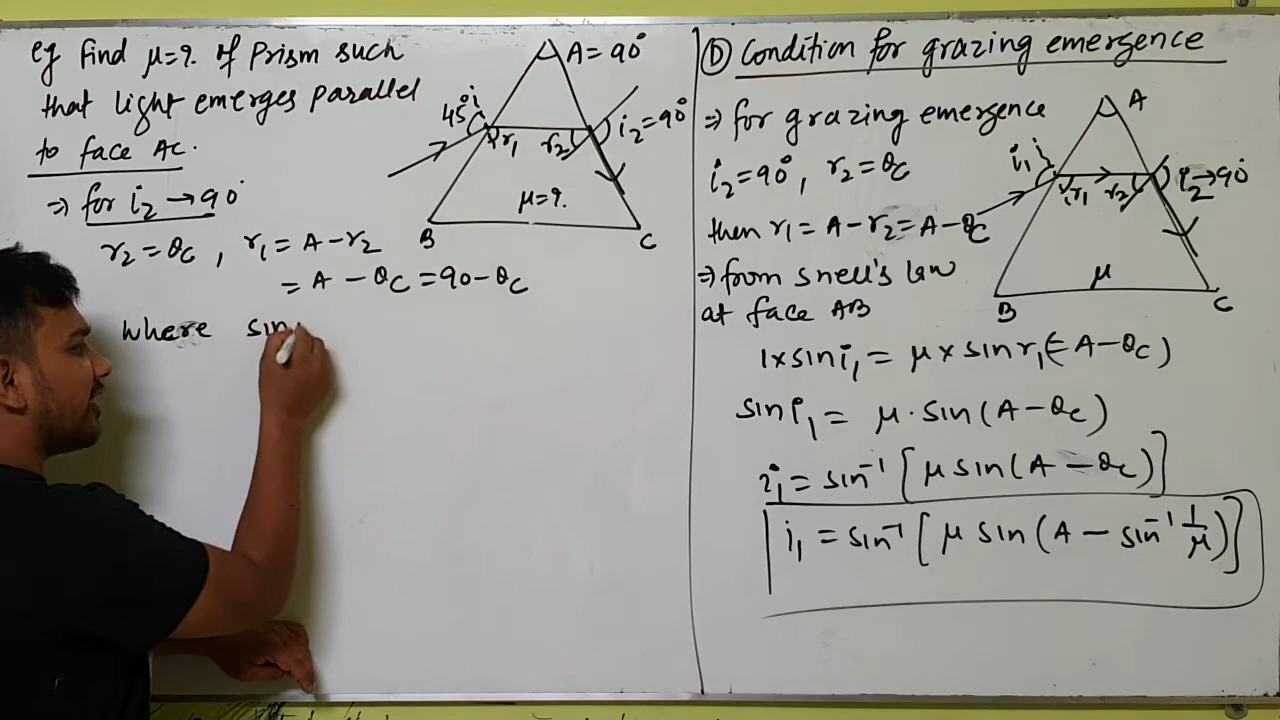 eg find μ=?. of Prism such
that light emerges parallel
to face AC.
⇒ for i₂ → 90°
r₂ = θc , r₁ = A - r₂
= A - θc = 90 - θc
where sin
A = 90°
45° i
r₁ r₂
i₂ = 90°
μ = ?.
B C
(D) Condition for grazing emergence
⇒ for grazing emergence
i₂ = 90°, r₂ = θc
then r₁ = A - r₂ = A - θc
⇒ from snell's law
at face AB
1 × sin i₁ = μ × sin r₁ (= A - θc)
sin i₁ = μ . sin (A - θc)
i₁ = sin⁻¹ [μ sin (A - θc)]
i₁ = sin⁻¹ [μ sin (A - sin⁻¹ 1/μ)]
A
i₁ r₁ r₂ i₂ → 90°
μ
B C